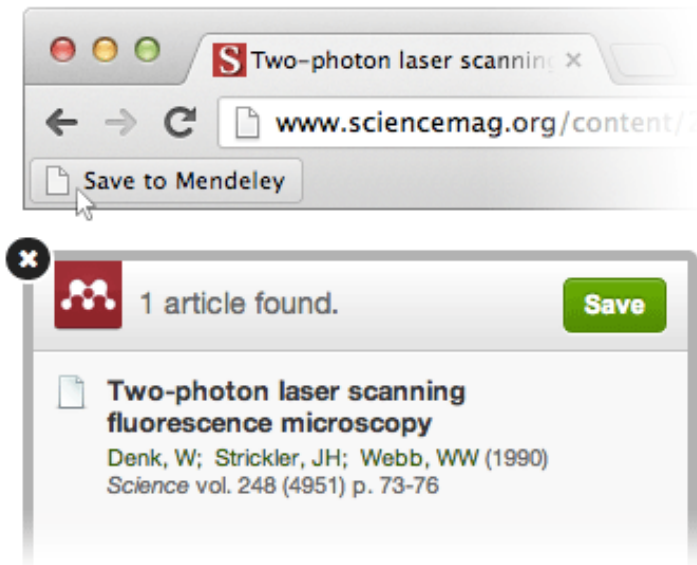 S Two-photon laser scanning
www.sciencemag.org/content/
Save to Mendeley
1 article found.
Save
Two-photon laser scanning
fluorescence microscopy
Denk, W; Strickler, JH; Webb, WW (1990)
Science vol. 248 (4951) p. 73-76